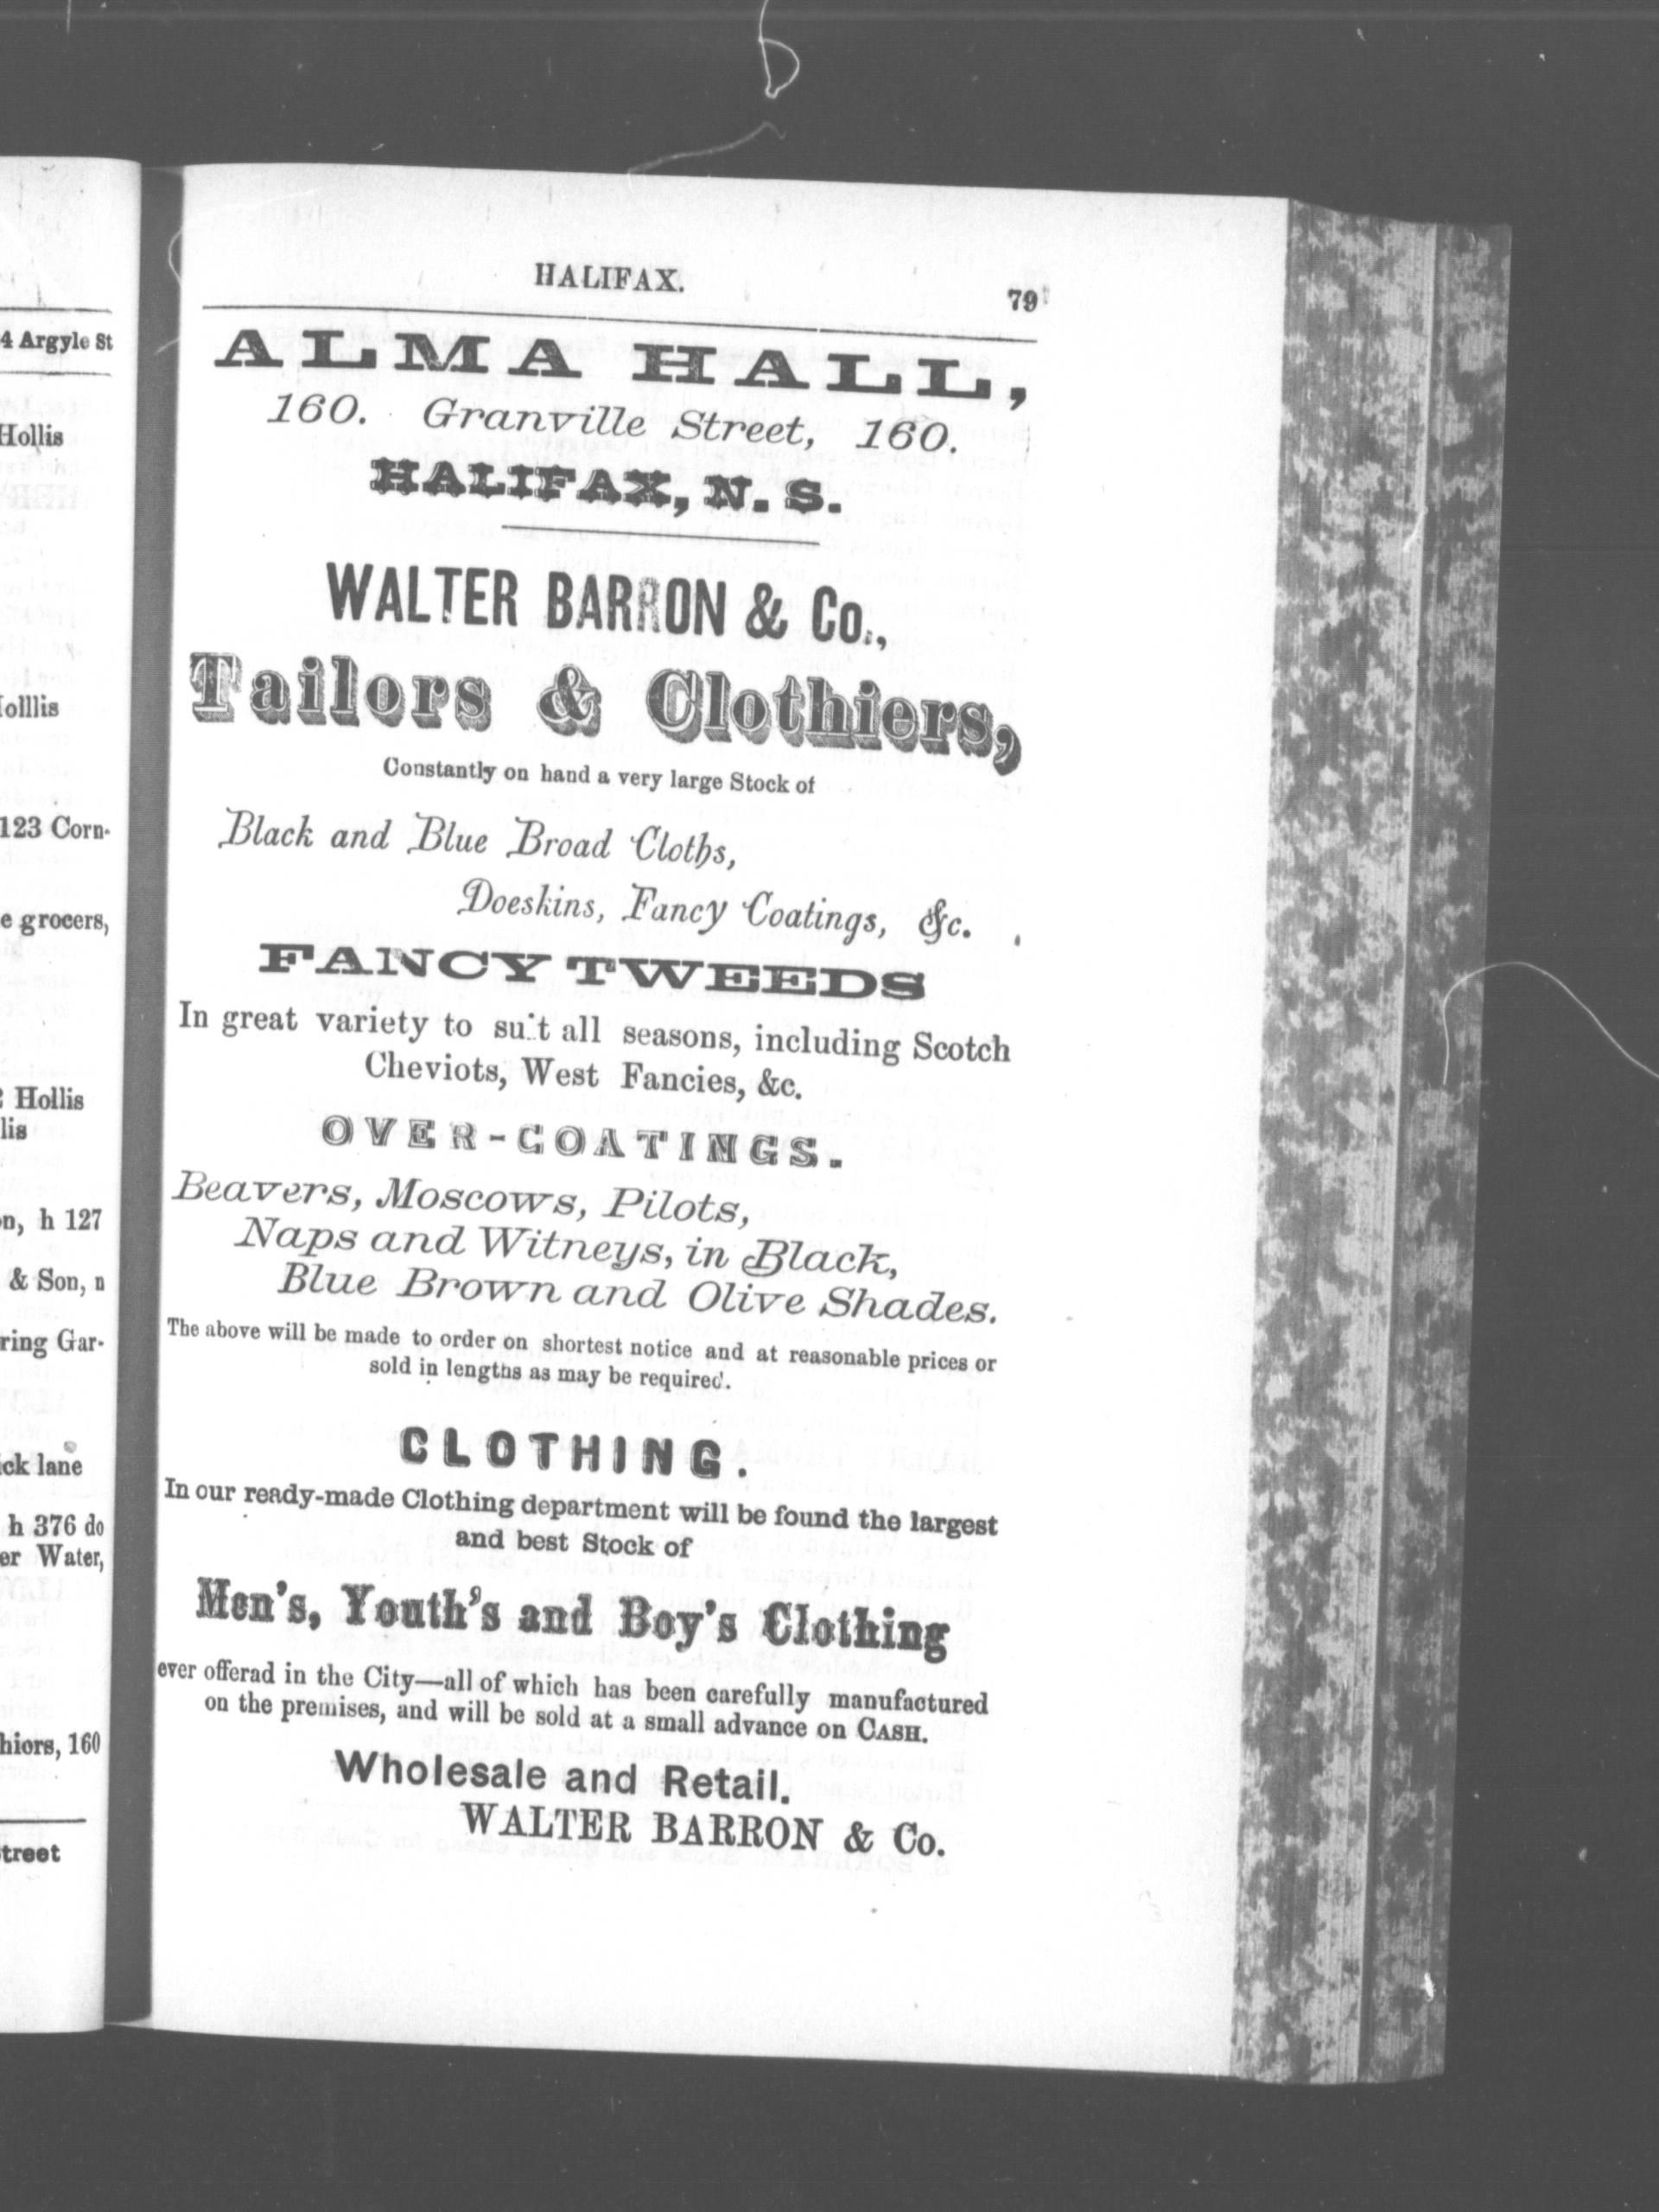 4 Argyle St
Hollis
olllis
123 Corn-
e grocers,
Hollis
lis
n, h 127
& Son, n
ring Gar-
ck lane
h 376 do
er Water,
hiors, 160
treet
HALIFAX.
79
ALMA HALL,
160. Granville Street, 160.
HALIFAX, N. S.
WALTER BARRON & Co.,
Tailors & Clothiers,
Constantly on hand a very large Stock of
Black and Blue Broad Cloths,
Doeskins, Fancy Coatings, &c.
FANCY TWEEDS
In great variety to suit all seasons, including Scotch
Cheviots, West Fancies, &c.
OVER-COATINGS.
Beavers, Moscows, Pilots,
Naps and Witneys, in Black,
Blue Brown and Olive Shades.
The above will be made to order on shortest notice and at reasonable prices or
sold in lengths as may be required.
CLOTHING.
In our ready-made Clothing department will be found the largest
and best Stock of
Men's, Youth's and Boy's Clothing
ever offerad in the City—all of which has been carefully manufactured
on the premises, and will be sold at a small advance on CASH.
Wholesale and Retail.
WALTER BARRON & Co.